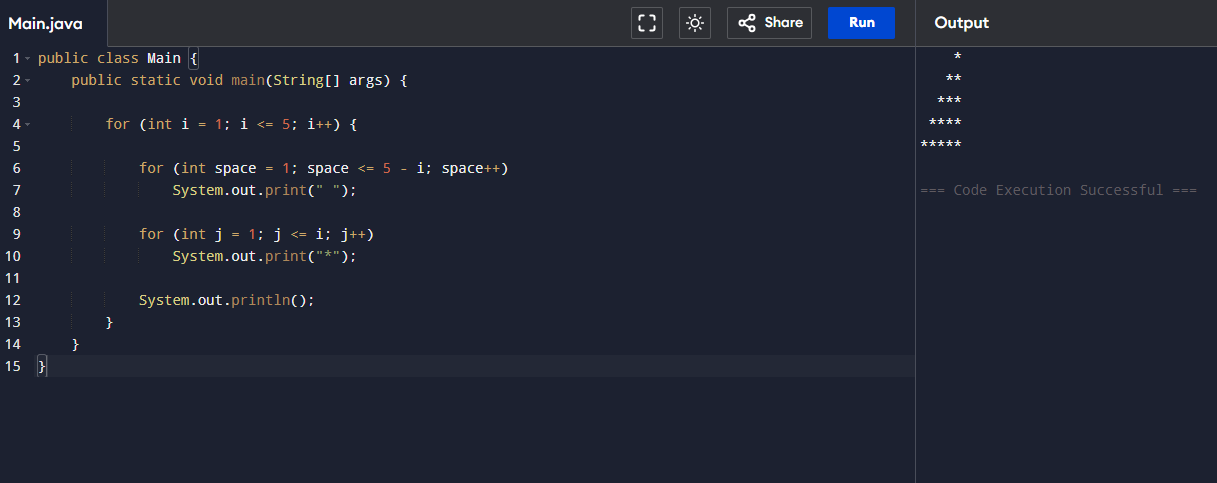 Main.java
Share
Run
Output
1 public class Main {
2     public static void main(String[] args) {
3
4         for (int i = 1; i <= 5; i++) {
5
6             for (int space = 1; space <= 5 - i; space++)
7                 System.out.print(" ");
8
9             for (int j = 1; j <= i; j++)
10                 System.out.print("*");
11
12             System.out.println();
13         }
14     }
15 }
    *
   **
  ***
 ****
*****
=== Code Execution Successful ===